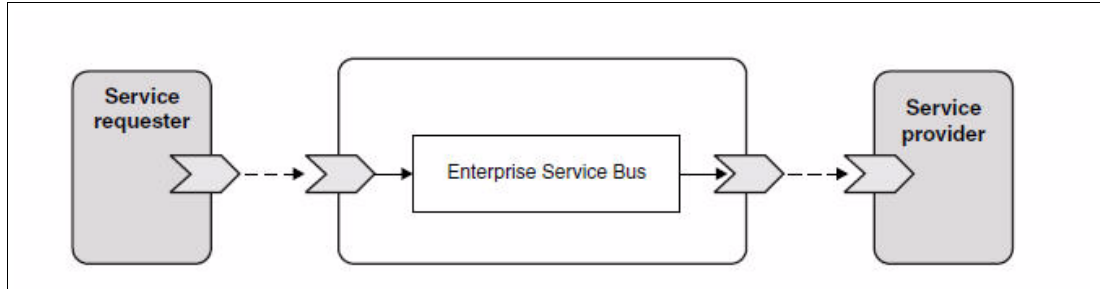 Service
requester
Enterprise Service Bus
Service
provider